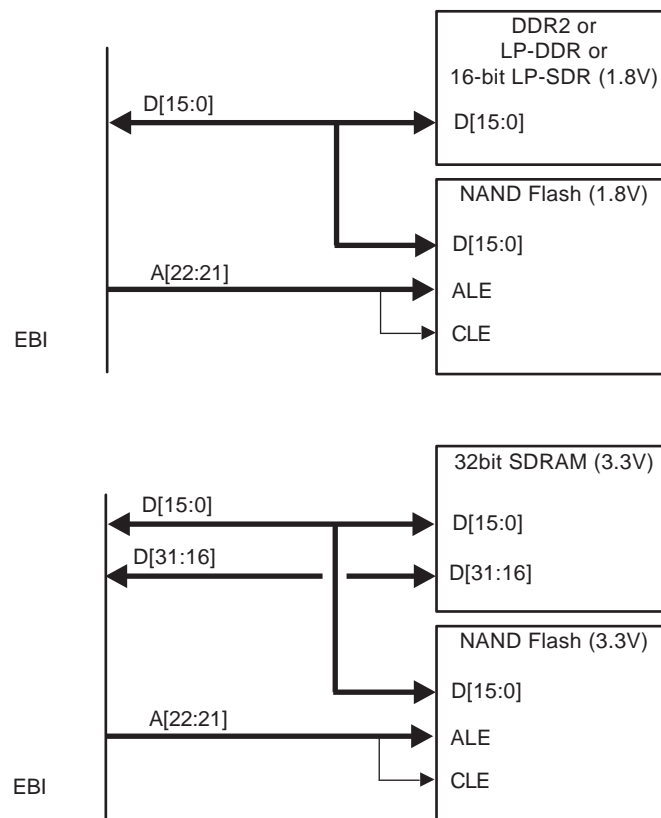 DDR2 or
LP-DDR or
16-bit LP-SDR (1.8V)
D[15:0]
D[15:0]
NAND Flash (1.8V)
D[15:0]
A[22:21]
ALE
EBI
CLE
32bit SDRAM (3.3V)
D[15:0]
D[15:0]
D[31:16]
D[31:16]
NAND Flash (3.3V)
D[15:0]
A[22:21]
ALE
EBI
CLE